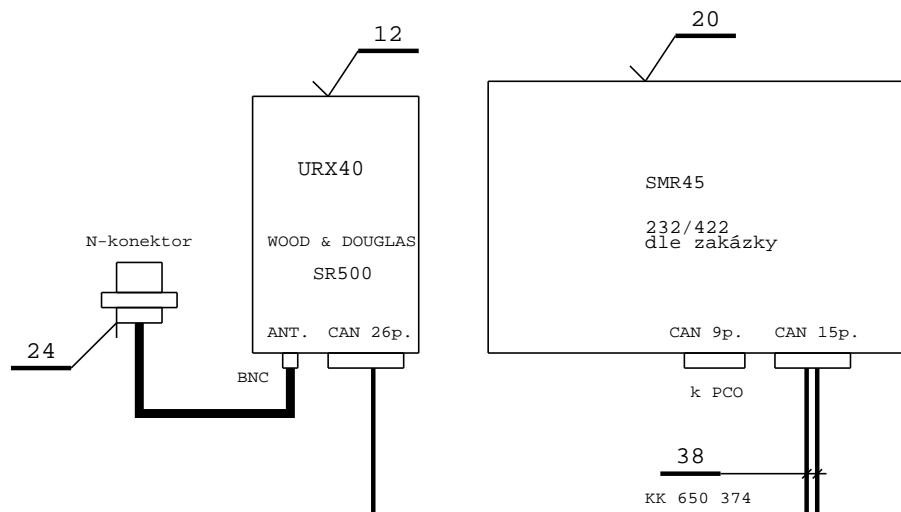 12
20
URX40
SMR45
232/422
dle zakázky
N-konektor
WOOD & DOUGLAS
SR500
ANT.
CAN 26p.
CAN 9p.
CAN 15p.
24
BNC
k PCO
38
KK 650 374